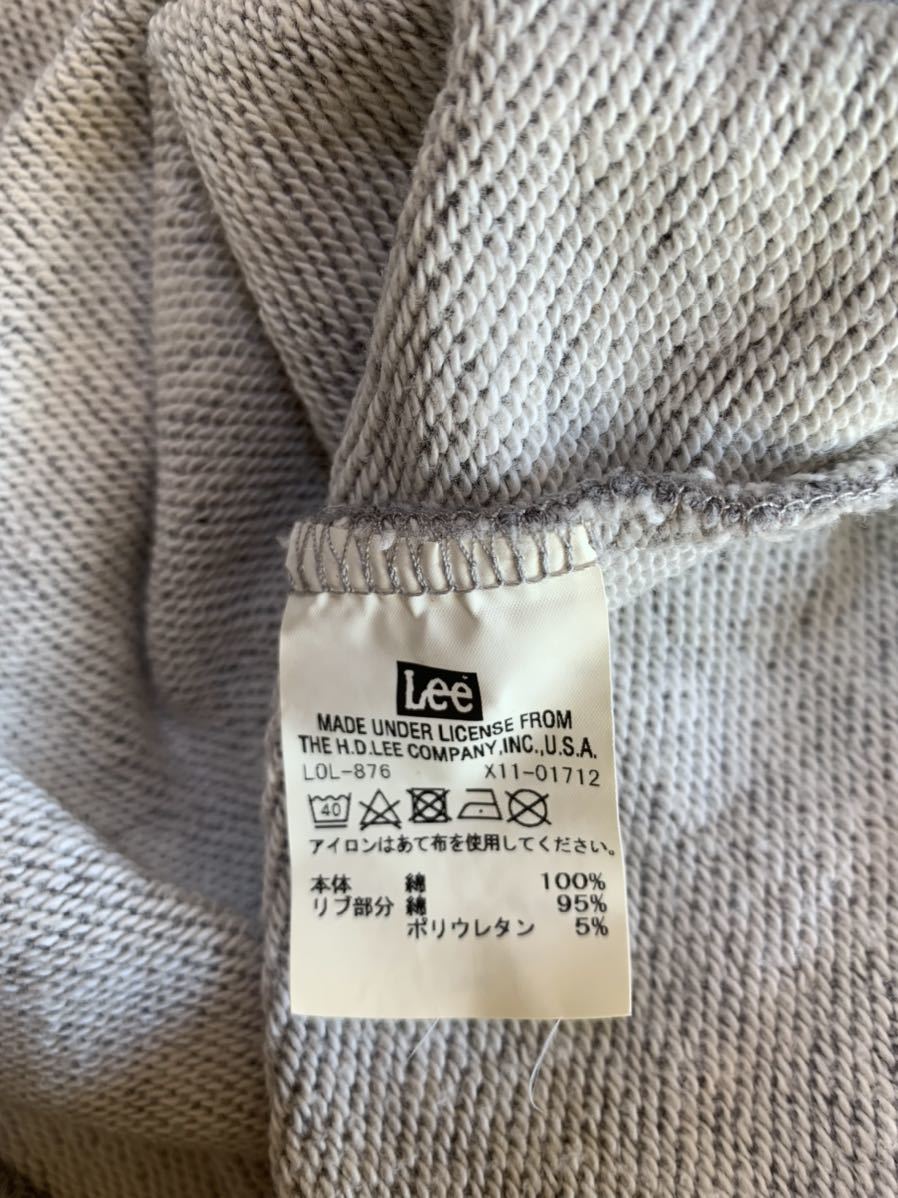 Lee
MADE UNDER LICENSE FROM
THE H.D.LEE COMPANY,INC.,U.S.A.
LOL-876 X11-01712
40
アイロンはあて布を使用してください。
本体 綿 100%
リブ部分 綿 95%
ポリウレタン 5%